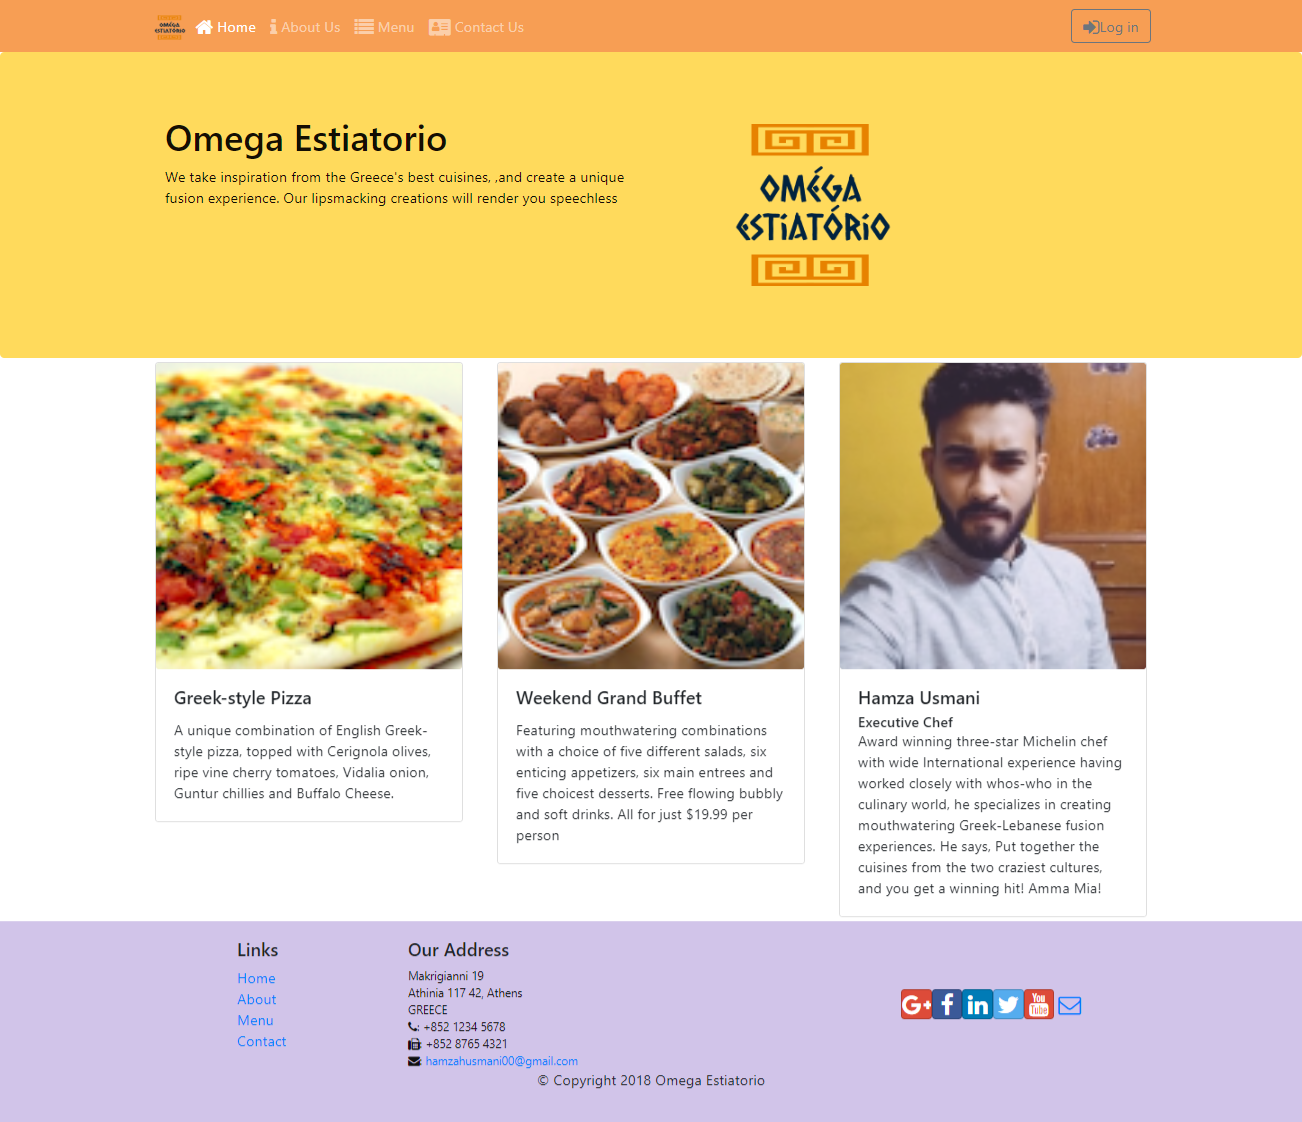 OMÉGA
ESTIATÓRIO
Home
About Us
Menu
Contact Us
Log in
Omega Estiatorio
We take inspiration from the Greece's best cuisines, ,and create a unique
fusion experience. Our lipsmacking creations will render you speechless
OMÉGA
ESTIATÓRIO
Greek-style Pizza
A unique combination of English Greek-
style pizza, topped with Cerignola olives,
ripe vine cherry tomatoes, Vidalia onion,
Guntur chillies and Buffalo Cheese.
Weekend Grand Buffet
Featuring mouthwatering combinations
with a choice of five different salads, six
enticing appetizers, six main entrees and
five choicest desserts. Free flowing bubbly
and soft drinks. All for just $19.99 per
person
Hamza Usmani
Executive Chef
Award winning three-star Michelin chef
with wide International experience having
worked closely with whos-who in the
culinary world, he specializes in creating
mouthwatering Greek-Lebanese fusion
experiences. He says, Put together the
cuisines from the two craziest cultures,
and you get a winning hit! Amma Mia!
Links
Home
About
Menu
Contact
Our Address
Makrigianni 19
Athinia 117 42, Athens
GREECE
: +852 1234 5678
: +852 8765 4321
: hamzahusmani00@gmail.com
G+
f
in
You
Tube
© Copyright 2018 Omega Estiatorio